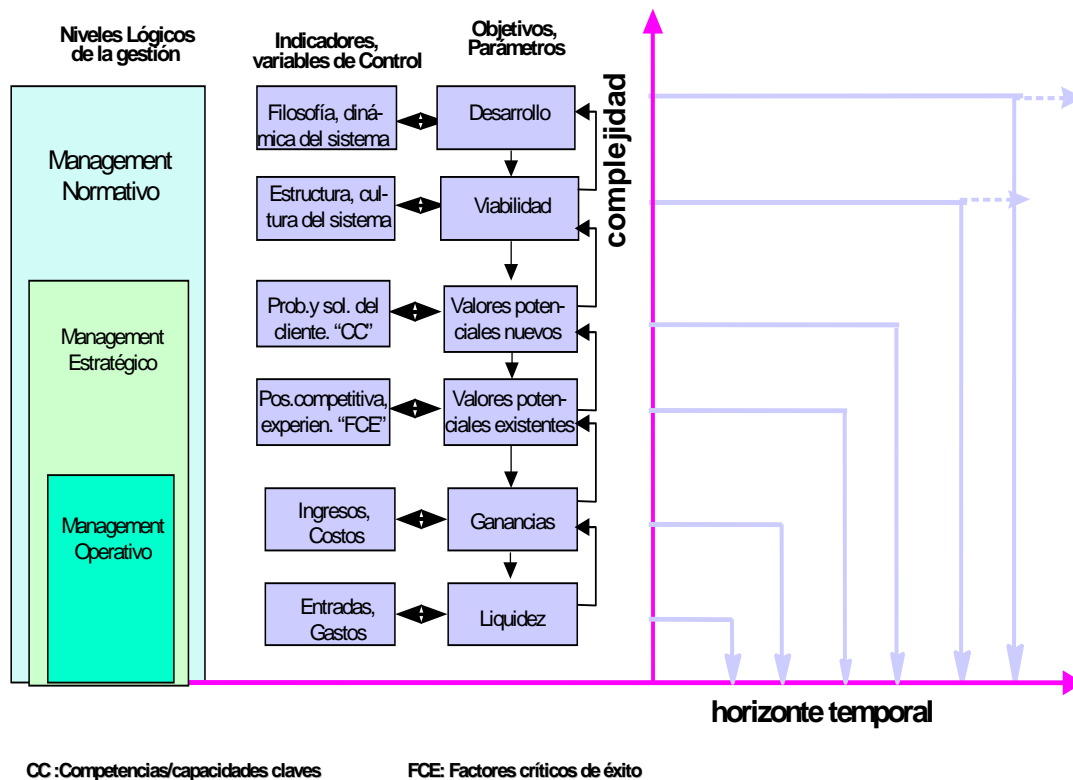 Niveles Lógicos
de la gestión
Indicadores,
variables de Control
Objetivos,
Parámetros
Management
Normativo
Management
Estratégico
Management
Operativo
Filosofía, diná-
mica del sistema
Desarrollo
Estructura, cul-
tura del sistema
Viabilidad
Prob.y sol. del
cliente. “CC”
Valores poten-
ciales nuevos
Pos.competitiva,
experien. “FCE”
Valores poten-
ciales existentes
Ingresos,
Costos
Ganancias
Entradas,
Gastos
Liquidez
complejidad
horizonte temporal
CC :Competencias/capacidades claves
FCE: Factores críticos de éxito